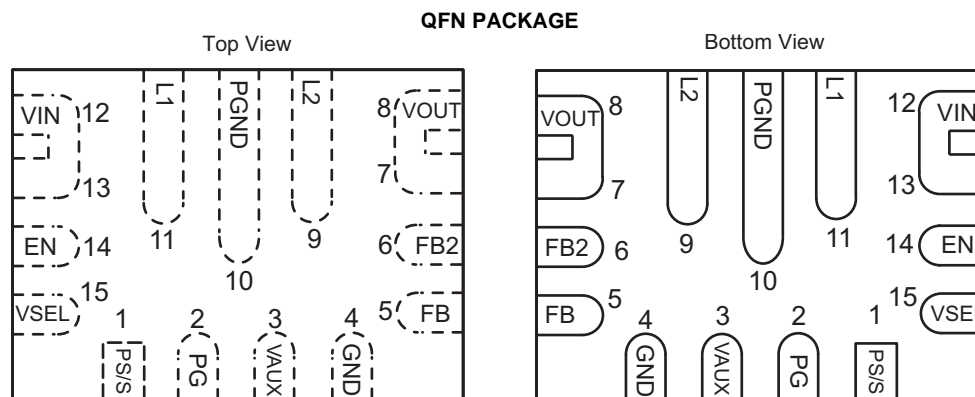 QFN PACKAGE
Top View
Bottom View
L1
PGND
L2
VIN
12
13
8
VOUT
7
11
9
10
EN
14
6
FB2
15
VSEL
5
FB
1
2
3
4
PS/S
PG
VAUX
GND
L2
PGND
L1
VOUT
8
7
12
VIN
13
9
11
10
FB2
6
14
EN
5
FB
15
VSEL
4
3
2
1
GND
VAUX
PG
PS/S